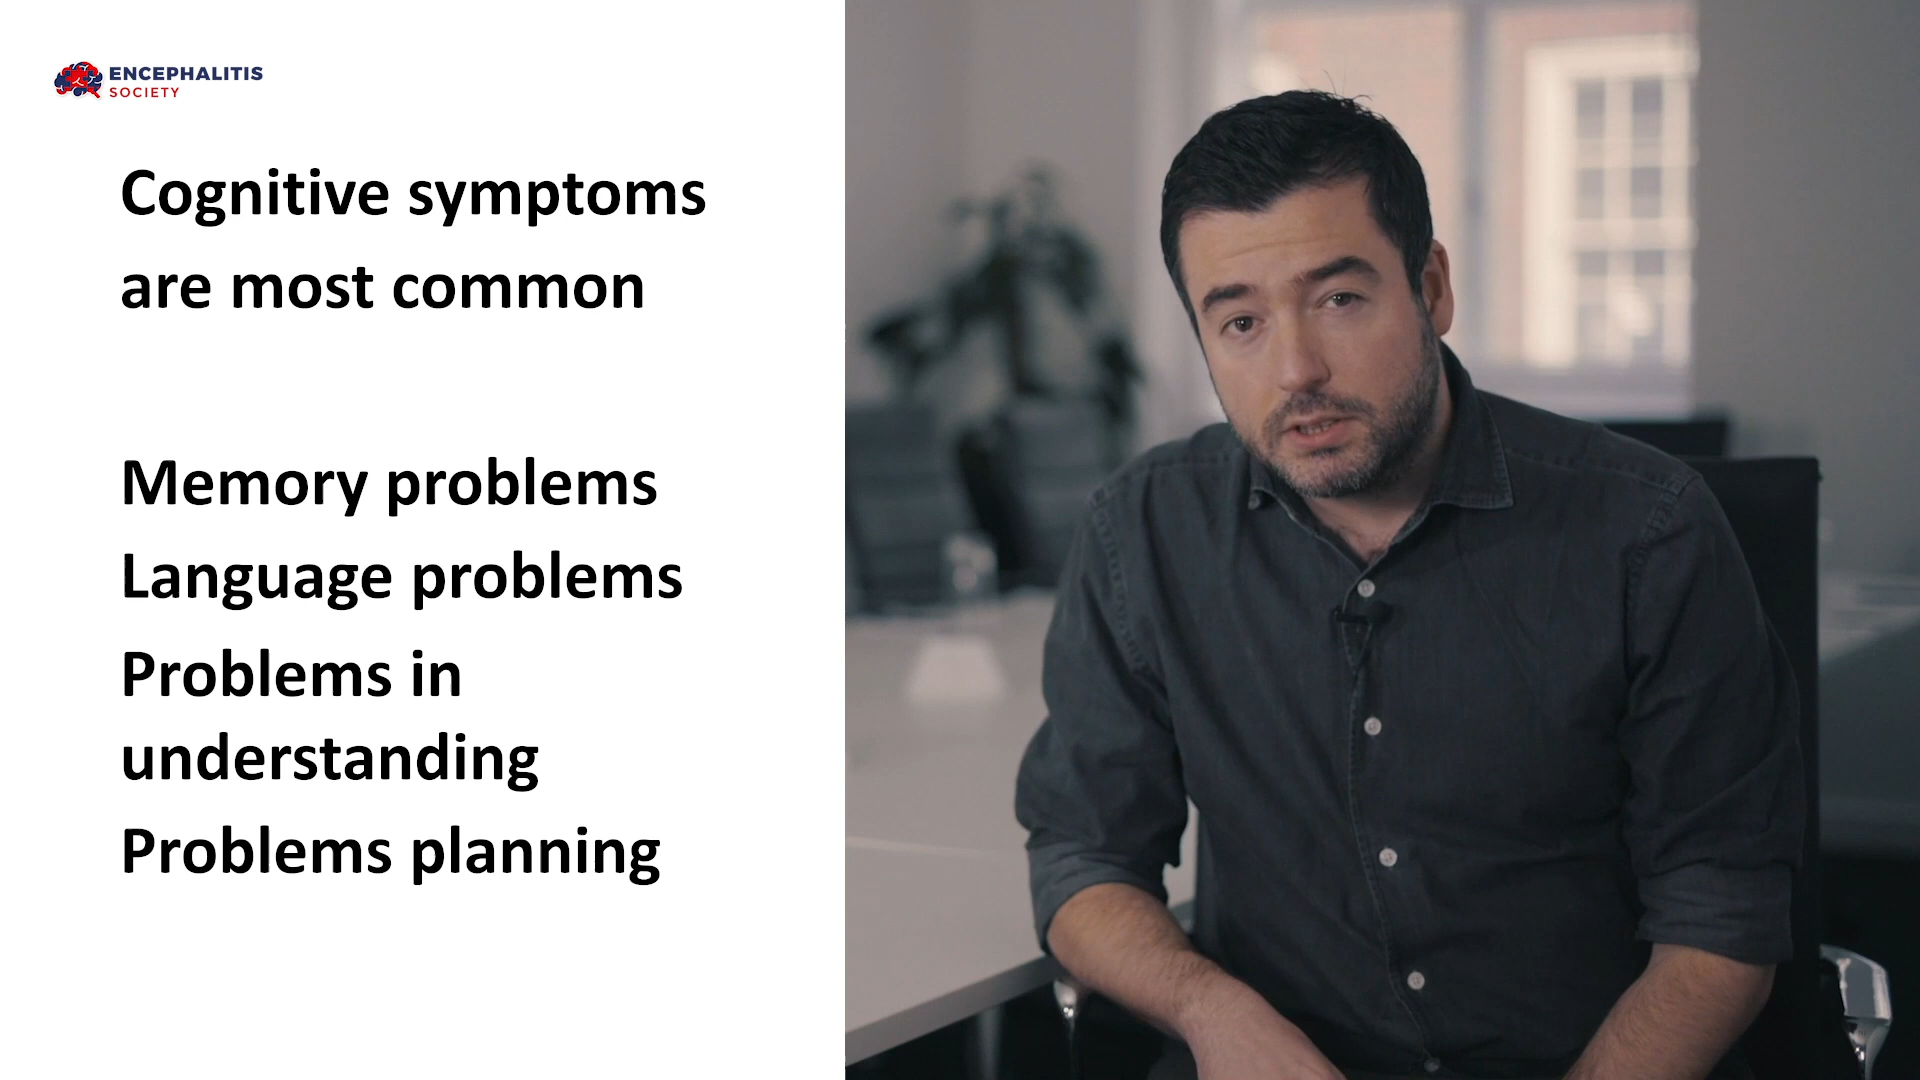 ENCEPHALITIS
SOCIETY
Cognitive symptoms
are most common
Memory problems
Language problems
Problems in
understanding
Problems planning